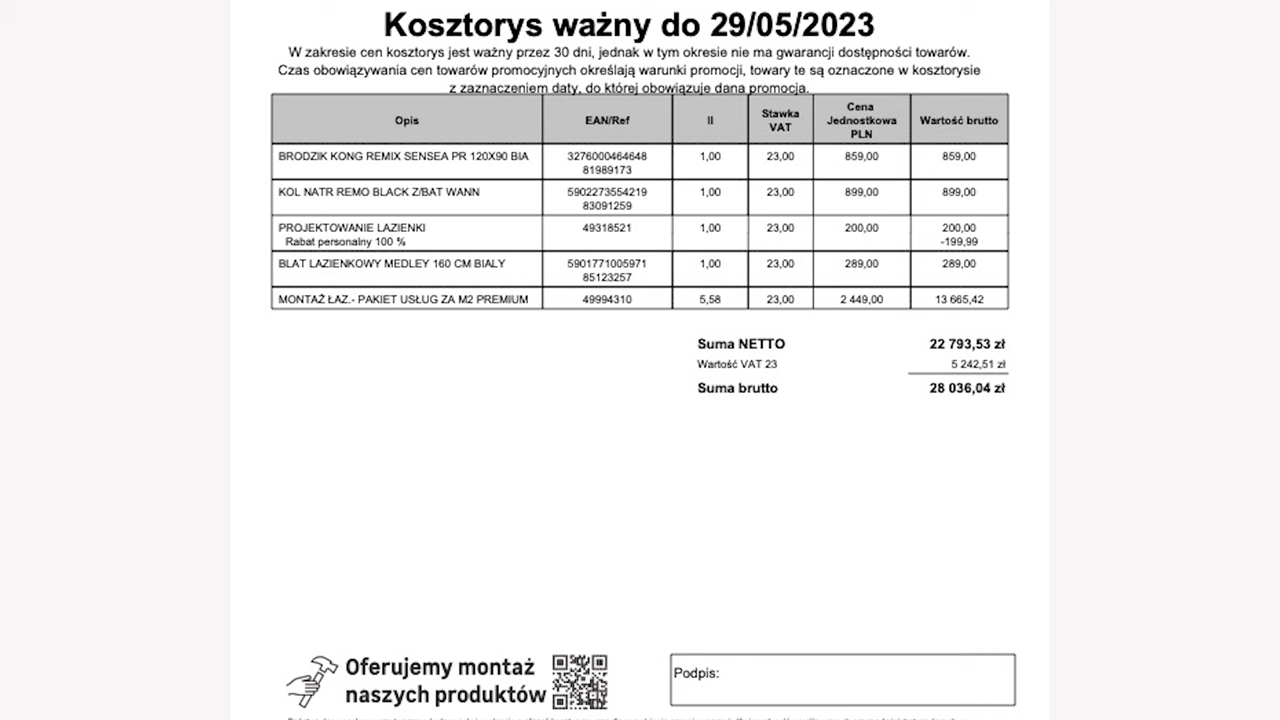 Kosztorys ważny do 29/05/2023
W zakresie cen kosztorys jest ważny przez 30 dni, jednak w tym okresie nie ma gwarancji dostępności towarów.
Czas obowiązywania cen towarów promocyjnych określają warunki promocji, towary te są oznaczone w kosztorysie
z zaznaczeniem daty, do której obowiązuje dana promocja.
Opis EAN/Ref Il Stawka VAT Cena Jednostkowa PLN Wartość brutto
BRODZIK KONG REMIX SENSEA PR 120X90 BIA 3276000464648 1,00 23,00 859,00 859,00
81989173
KOL NATR REMO BLACK Z/BAT WANN 5902273554219 1,00 23,00 899,00 899,00
83091259
PROJEKTOWANIE LAZIENKI 49318521 1,00 23,00 200,00 200,00
Rabat personalny 100 % -199,99
BLAT LAZIENKOWY MEDLEY 160 CM BIALY 5901771005971 1,00 23,00 289,00 289,00
85123257
MONTAŻ ŁAZ.- PAKIET USŁUG ZA M2 PREMIUM 49994310 5,58 23,00 2 449,00 13 665,42
Suma NETTO 22 793,53 zł
Wartość VAT 23 5 242,51 zł
Suma brutto 28 036,04 zł
Oferujemy montaż
naszych produktów
Podpis: